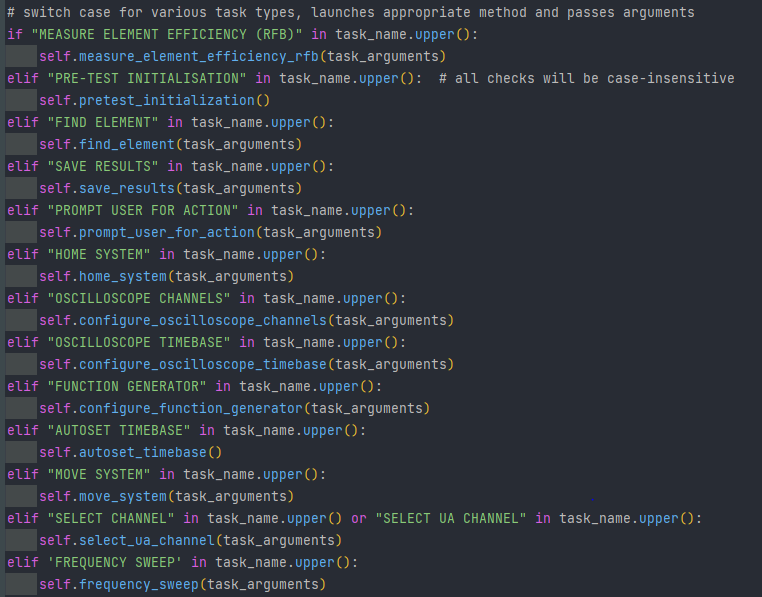 # switch case for various task types, launches appropriate method and passes arguments
if "MEASURE ELEMENT EFFICIENCY (RFB)" in task_name.upper():
    self.measure_element_efficiency_rfb(task_arguments)
elif "PRE-TEST INITIALISATION" in task_name.upper():  # all checks will be case-insensitive
    self.pretest_initialization()
elif "FIND ELEMENT" in task_name.upper():
    self.find_element(task_arguments)
elif "SAVE RESULTS" in task_name.upper():
    self.save_results(task_arguments)
elif "PROMPT USER FOR ACTION" in task_name.upper():
    self.prompt_user_for_action(task_arguments)
elif "HOME SYSTEM" in task_name.upper():
    self.home_system(task_arguments)
elif "OSCILLOSCOPE CHANNELS" in task_name.upper():
    self.configure_oscilloscope_channels(task_arguments)
elif "OSCILLOSCOPE TIMEBASE" in task_name.upper():
    self.configure_oscilloscope_timebase(task_arguments)
elif "FUNCTION GENERATOR" in task_name.upper():
    self.configure_function_generator(task_arguments)
elif "AUTOSET TIMEBASE" in task_name.upper():
    self.autoset_timebase()
elif "MOVE SYSTEM" in task_name.upper():
    self.move_system(task_arguments)
elif "SELECT CHANNEL" in task_name.upper() or "SELECT UA CHANNEL" in task_name.upper():
    self.select_ua_channel(task_arguments)
elif 'FREQUENCY SWEEP' in task_name.upper():
    self.frequency_sweep(task_arguments)